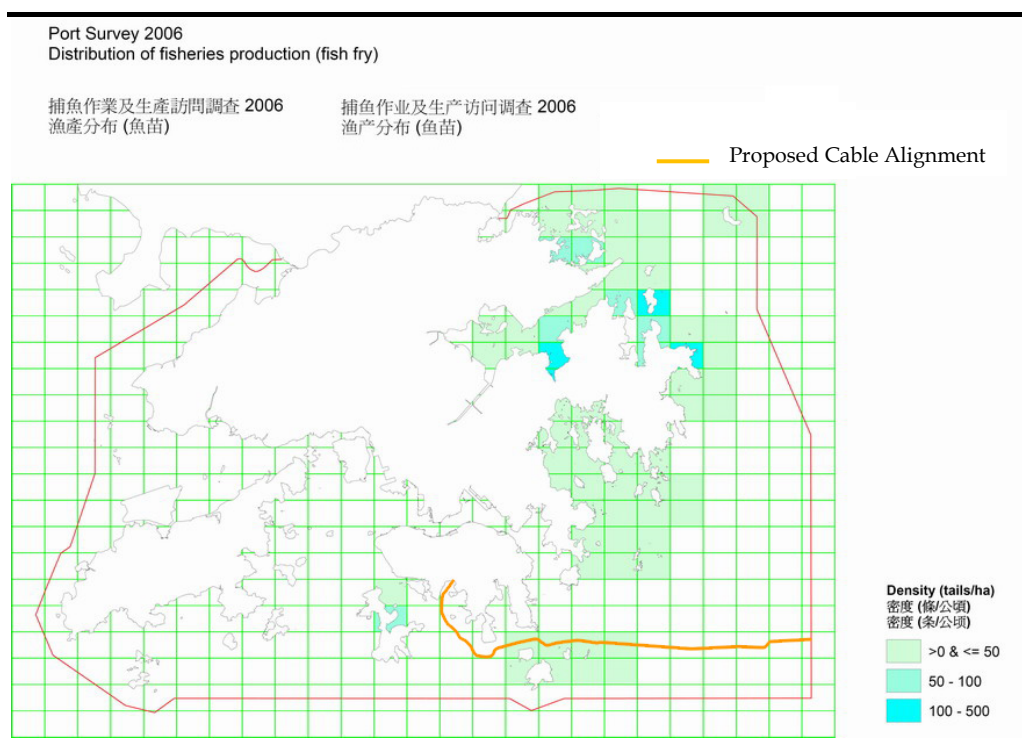 Port Survey 2006
Distribution of fisheries production (fish fry)
捕魚作業及生產訪問調查 2006
漁產分布 (魚苗)
捕鱼作业及生产访问调查 2006
渔产分布 (鱼苗)
Proposed Cable Alignment
Density (tails/ha)
密度 (條/公頃)
密度 (条/公顷)
>0 & <= 50
50 - 100
100 - 500